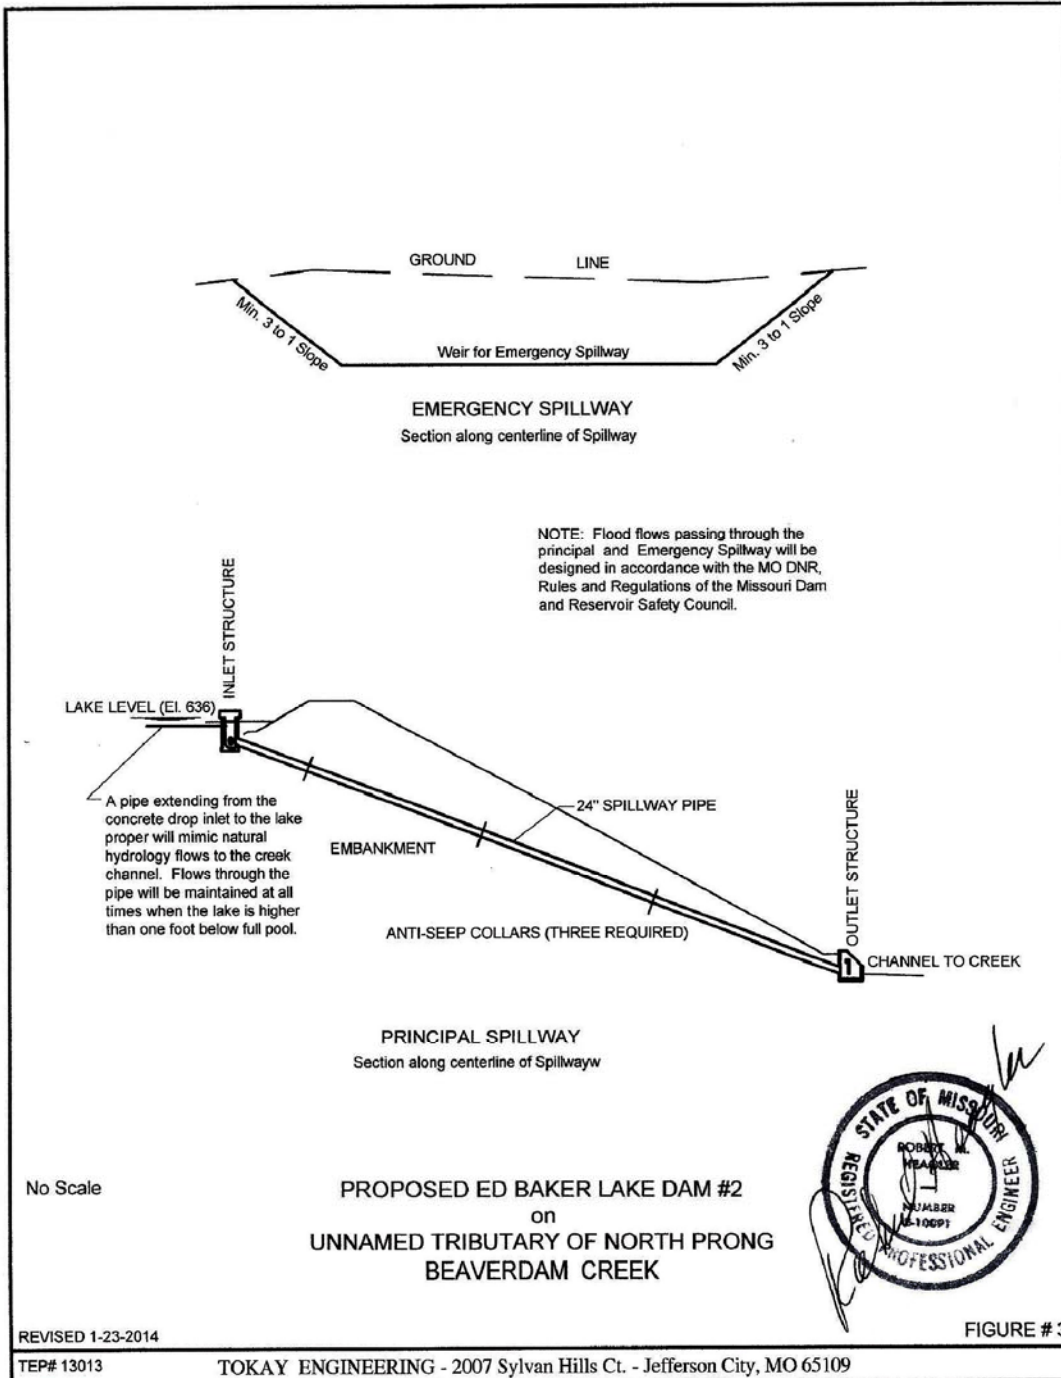 GROUND LINE
Min. 3 to 1 Slope
Weir for Emergency Spillway
Min. 3 to 1 Slope
EMERGENCY SPILLWAY
Section along centerline of Spillway
NOTE: Flood flows passing through the
principal and Emergency Spillway will be
designed in accordance with the MO DNR,
Rules and Regulations of the Missouri Dam
and Reservoir Safety Council.
INLET STRUCTURE
LAKE LEVEL (El. 636)
A pipe extending from the
concrete drop inlet to the lake
proper will mimic natural
hydrology flows to the creek
channel. Flows through the
pipe will be maintained at all
times when the lake is higher
than one foot below full pool.
24" SPILLWAY PIPE
EMBANKMENT
ANTI-SEEP COLLARS (THREE REQUIRED)
OUTLET STRUCTURE
CHANNEL TO CREEK
PRINCIPAL SPILLWAY
Section along centerline of Spillwayw
STATE OF MISSOURI
ROBERT M.
NUMBER
REGISTERED PROFESSIONAL ENGINEER
No Scale
PROPOSED ED BAKER LAKE DAM #2
on
UNNAMED TRIBUTARY OF NORTH PRONG
BEAVERDAM CREEK
REVISED 1-23-2014
FIGURE # 3
TEP# 13013
TOKAY ENGINEERING - 2007 Sylvan Hills Ct. - Jefferson City, MO 65109